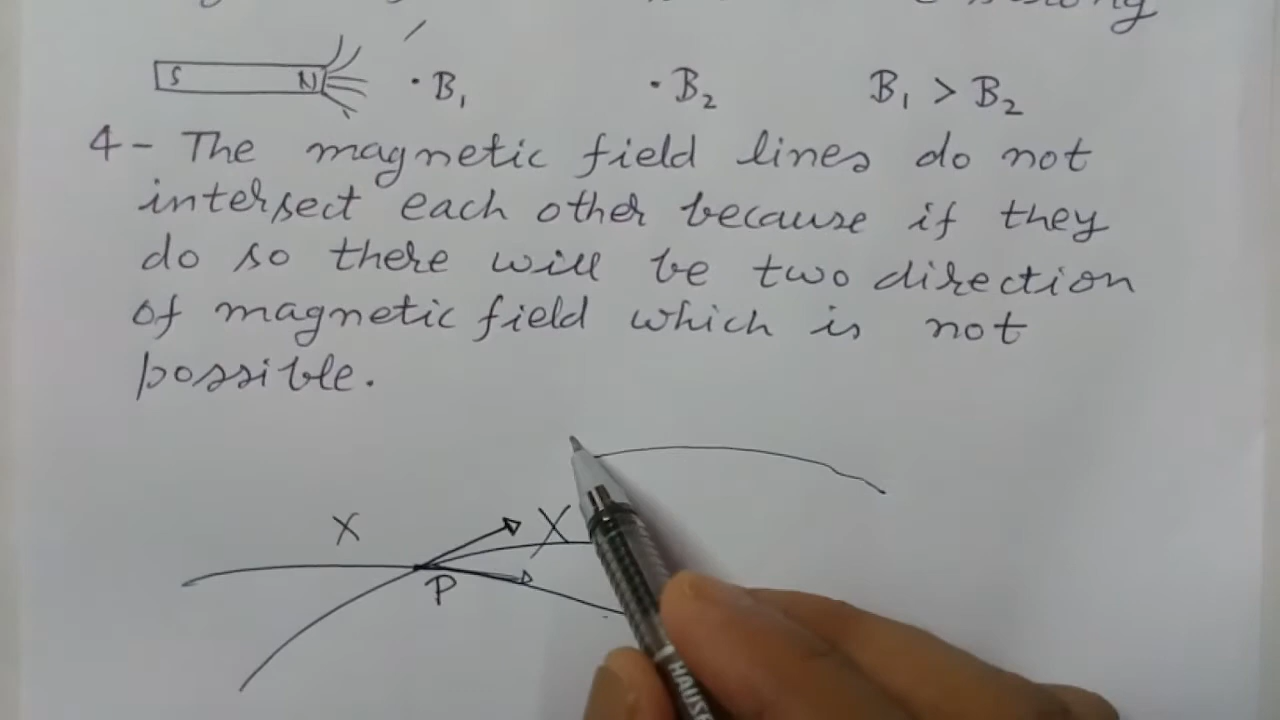 S N · B₁ · B₂ B₁ > B₂
4 - The magnetic field lines do not
intersect each other because if they
do so there will be two direction
of magnetic field which is not
possible.
X X
P
HAUSE